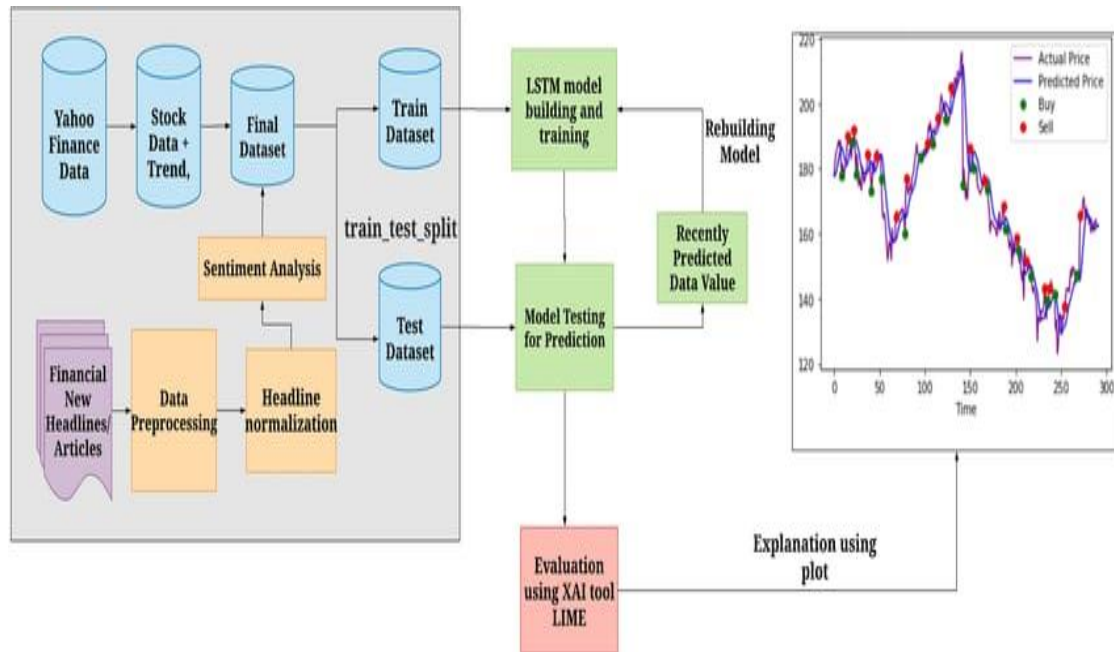 Yahoo
Finance
Data
Stock
Data +
Trend,
Final
Dataset
Train
Dataset
train_test_split
Sentiment Analysis
Test
Dataset
Financial
New
Headlines/
Articles
Data
Preprocessing
Headline
normalization
LSTM model
building and
training
Rebuilding
Model
Recently
Predicted
Data Value
Model Testing
for Prediction
Evaluation
using XAI tool
LIME
Explanation using
plot
220
200
180
160
140
120
Actual Price
Predicted Price
Buy
Sell
0 50 100 150 200 250 300
Time